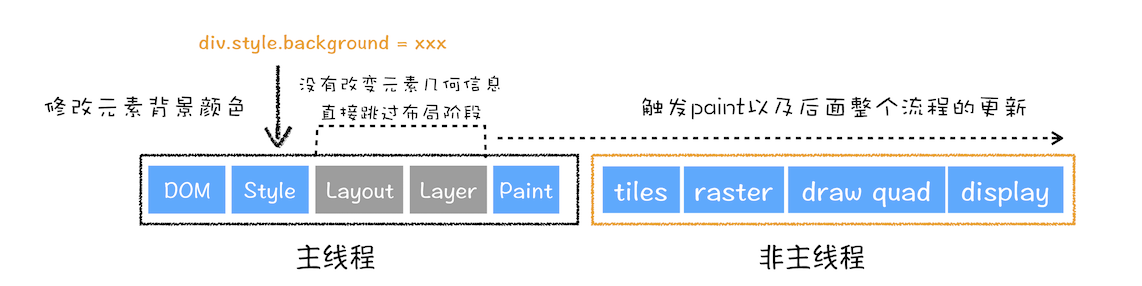 div.style.background = xxx
修改元素背景颜色
没有改变元素几何信息
直接跳过布局阶段
触发paint以及后面整个流程的更新
DOM
Style
Layout
Layer
Paint
tiles
raster
draw quad
display
主线程
非主线程